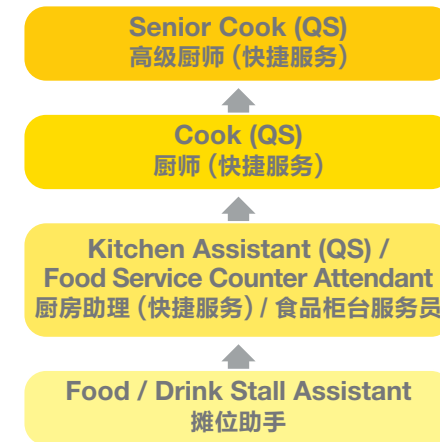 Senior Cook (QS)
高级厨师（快捷服务）
Cook (QS)
厨师（快捷服务）
Kitchen Assistant (QS) /
Food Service Counter Attendant
厨房助理（快捷服务）/ 食品柜台服务员
Food / Drink Stall Assistant
摊位助手